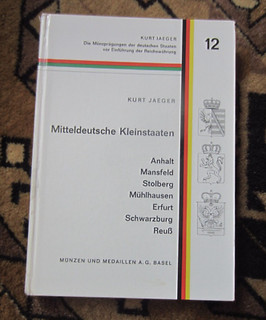 KURT JAEGER
Die Münzprägungen der deutschen Staaten
vor Einführung der Reichswährung
12
KURT JAEGER
Mitteldeutsche Kleinstaaten
Anhalt
Mansfeld
Stolberg
Mühlhausen
Erfurt
Schwarzburg
Reuß
MÜNZEN UND MEDAILLEN A.G. BASEL